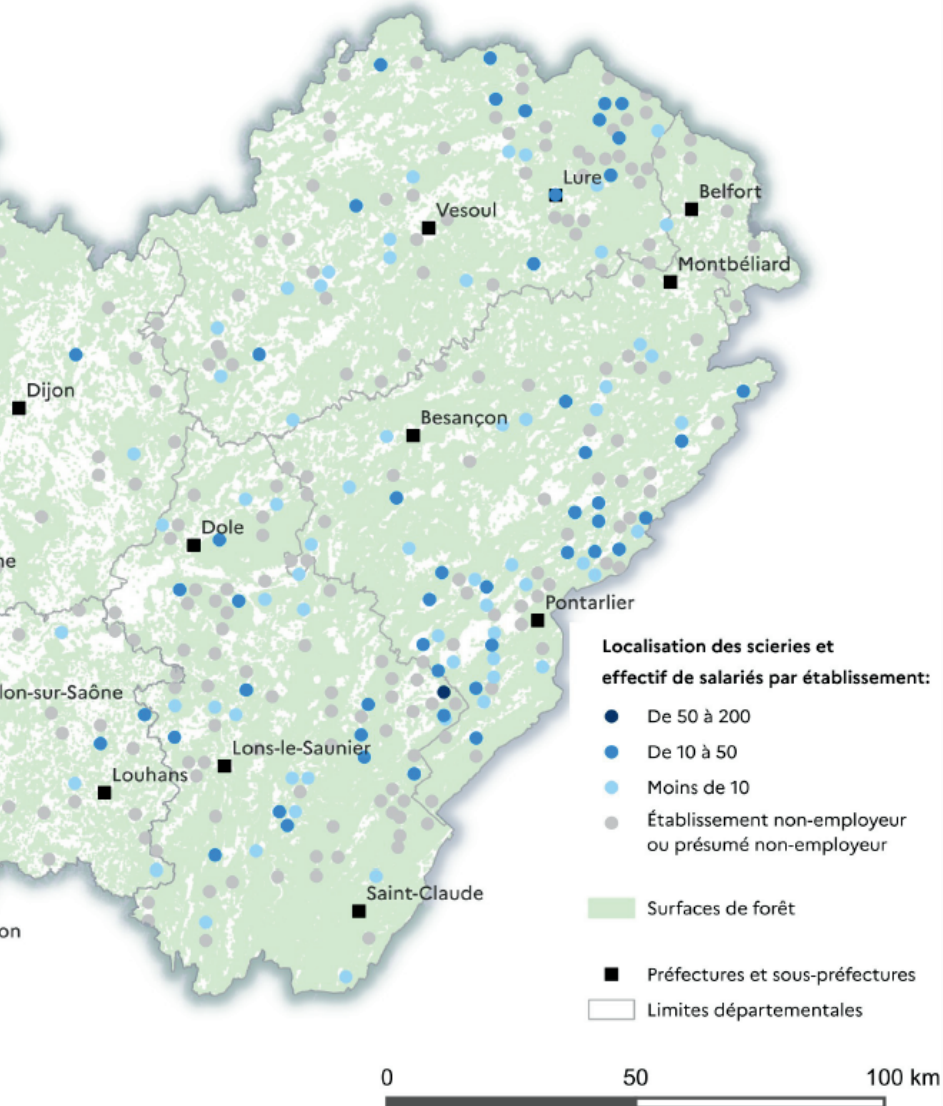 Lure
Belfort
Vesoul
Montbéliard
Dijon
Besançon
Dole
ne
Pontarlier
Localisation des scieries et
effectif de salariés par établissement:
lon-sur-Saône
De 50 à 200
Lons-le-Saunier
De 10 à 50
Louhans
Moins de 10
Établissement non-employeur
ou présumé non-employeur
Saint-Claude
Surfaces de forêt
on
Préfectures et sous-préfectures
Limites départementales
0 50 100 km